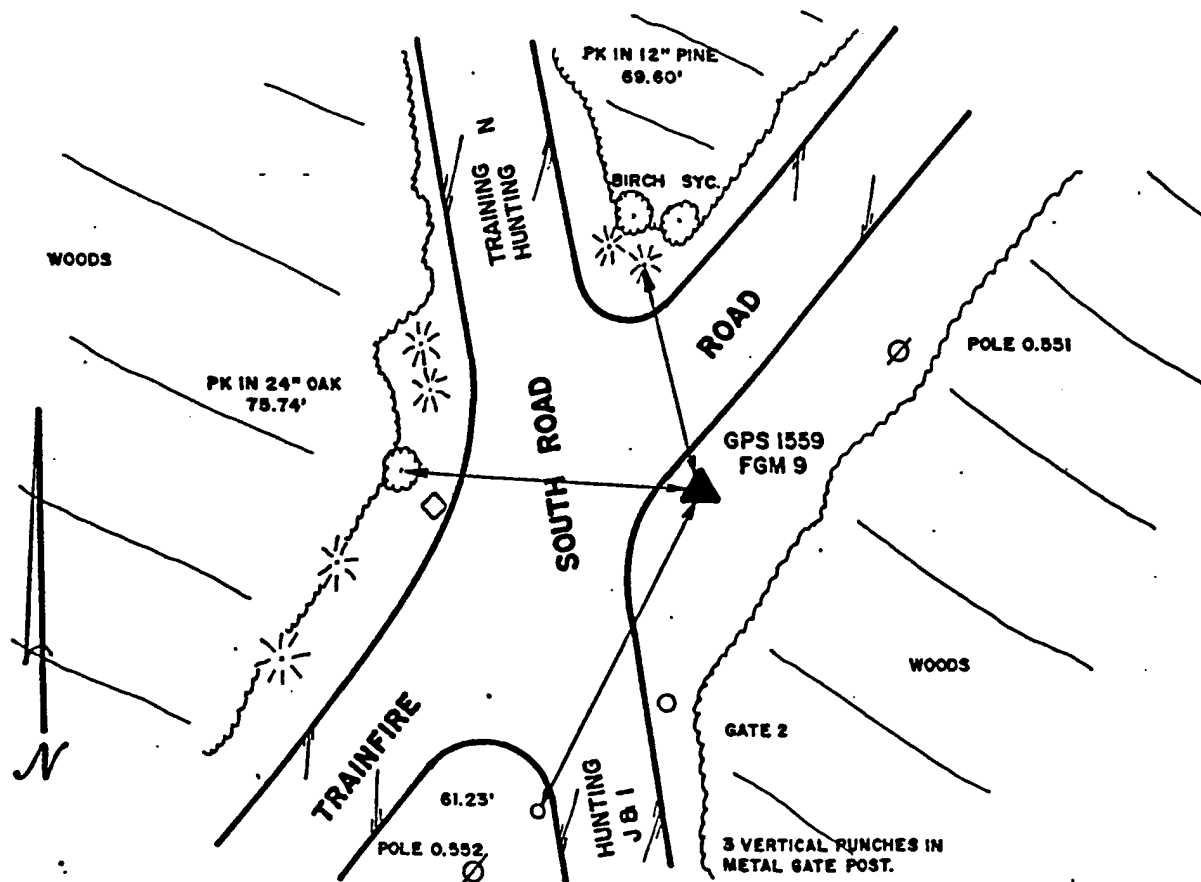 PK IN 12" PINE
69.60'
TRAINING N
HUNTING
BIRCH SYC.
WOODS
ROAD
POLE 0.551
PK IN 24" OAK
75.74'
GPS 1559
FGM 9
SOUTH ROAD
WOODS
GATE 2
N
TRAINFIRE
61.23'
HUNTING
J B I
POLE 0.552
3 VERTICAL PUNCHES IN
METAL GATE POST.